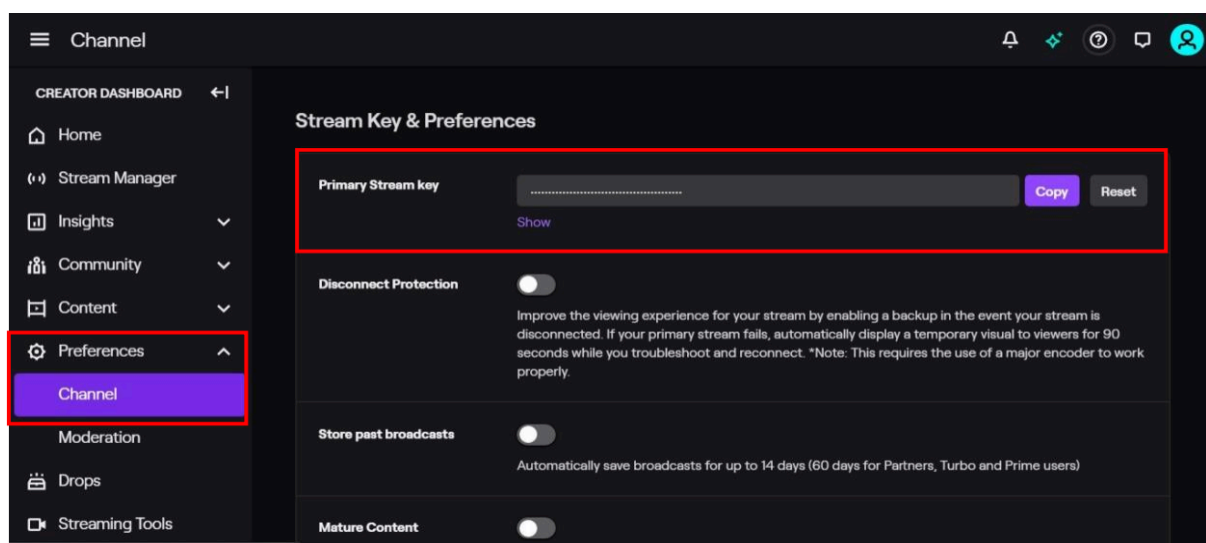 Channel
CREATOR DASHBOARD
Home
Stream Manager
Insights
Community
Content
Preferences
Channel
Moderation
Drops
Streaming Tools
Stream Key & Preferences
Primary Stream key
Copy
Reset
Show
Disconnect Protection
Improve the viewing experience for your stream by enabling a backup in the event your stream is
disconnected. If your primary stream fails, automatically display a temporary visual to viewers for 90
seconds while you troubleshoot and reconnect. *Note: This requires the use of a major encoder to work
properly.
Store past broadcasts
Automatically save broadcasts for up to 14 days (60 days for Partners, Turbo and Prime users)
Mature Content